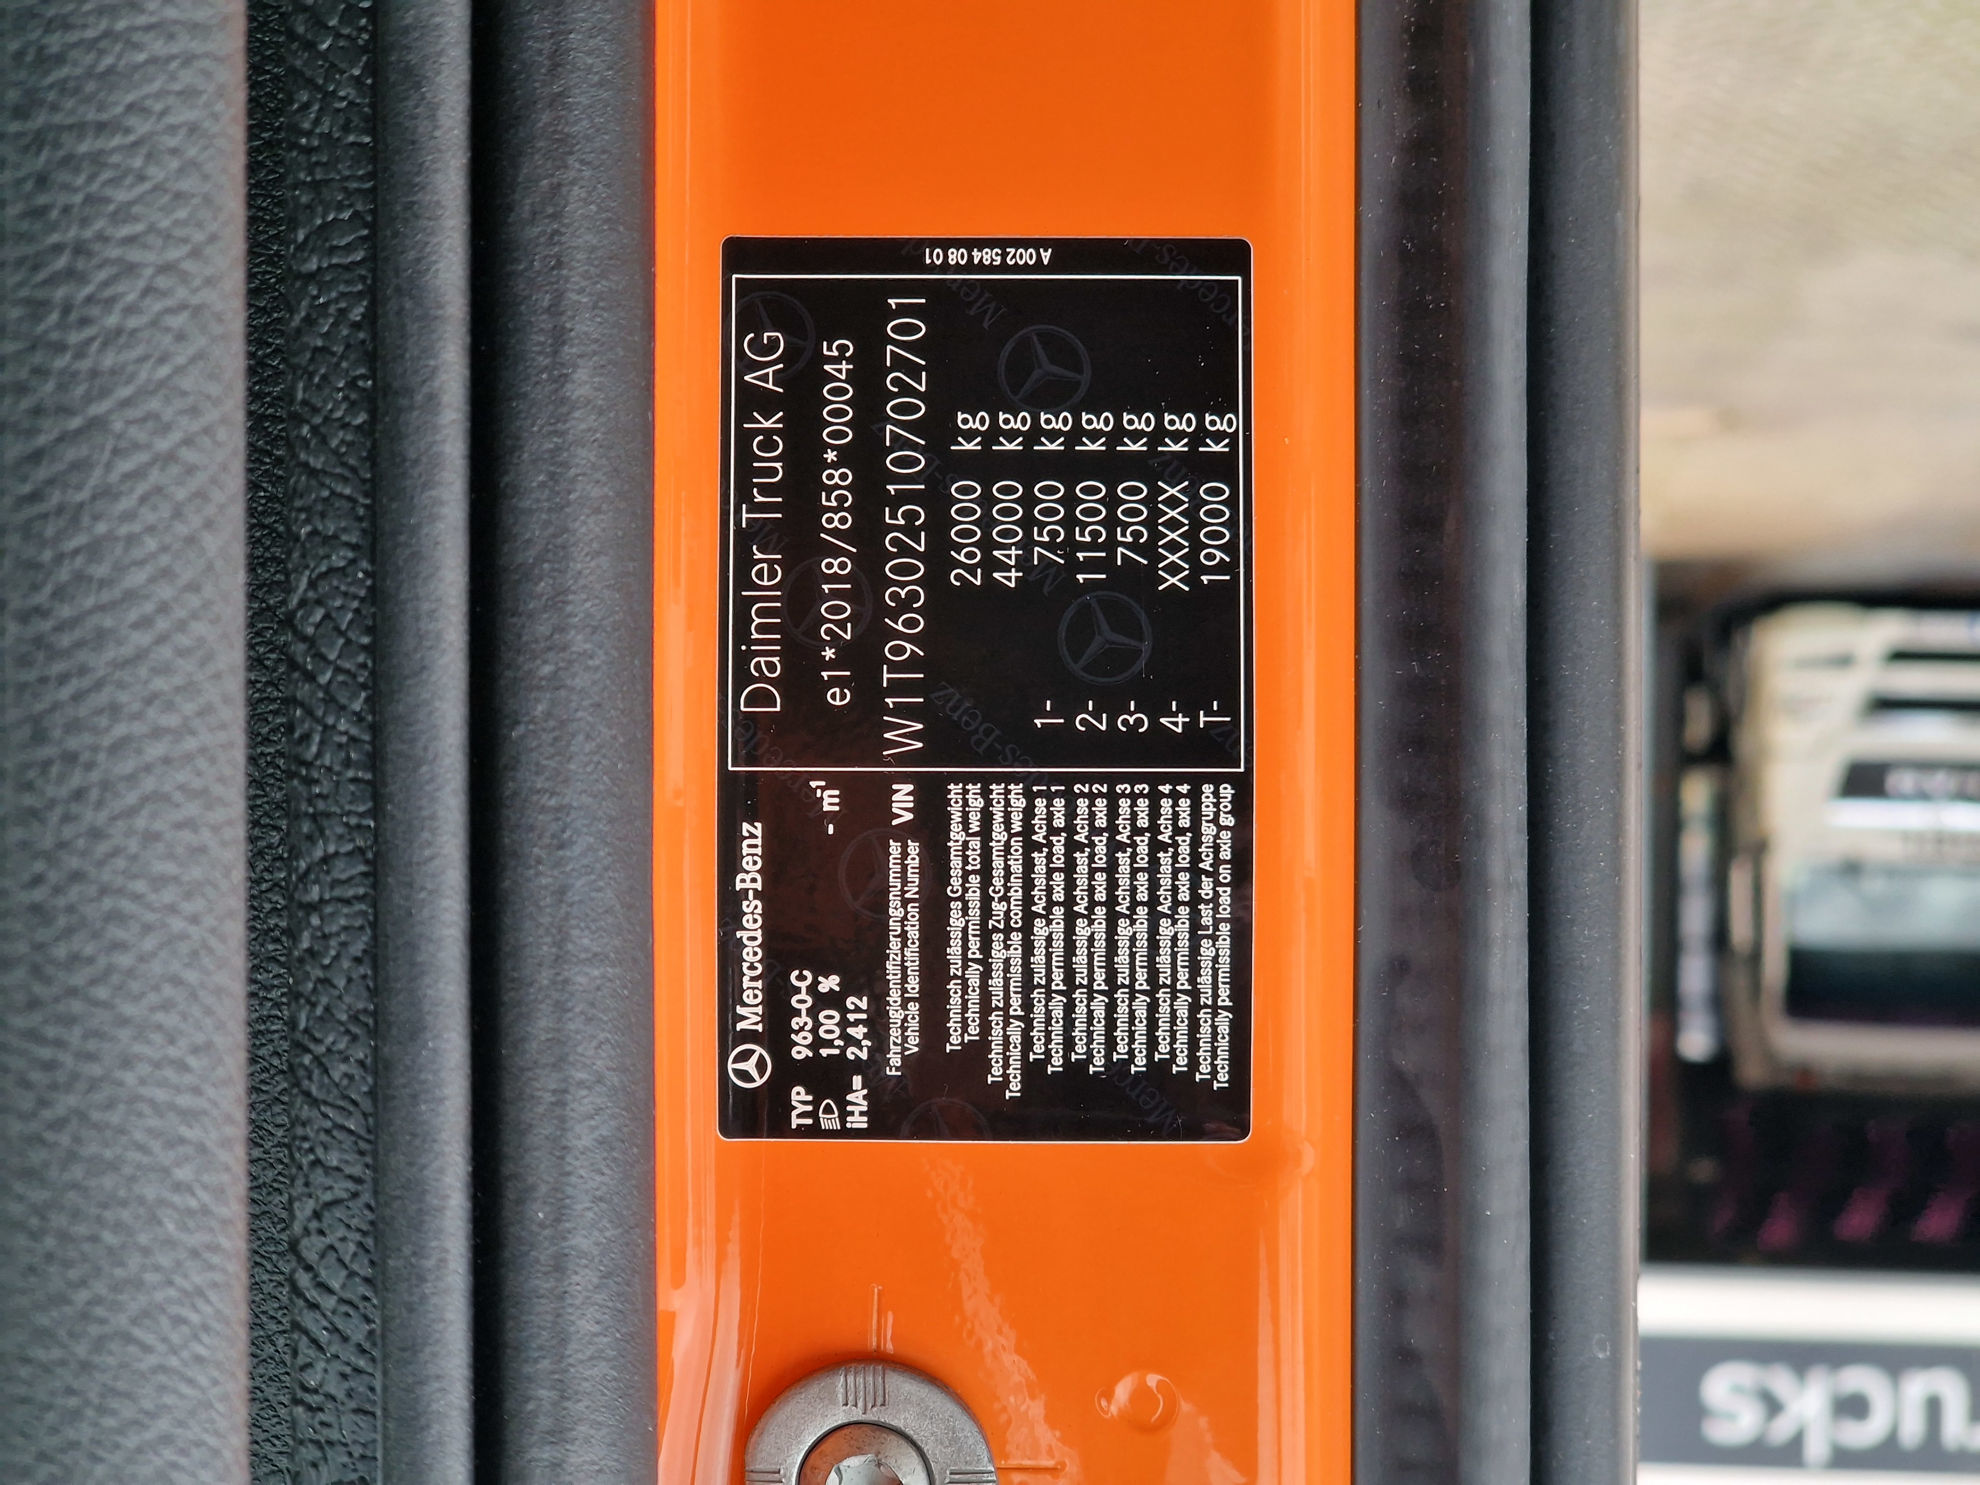 Mercedes-Benz
Daimler Truck AG
TYP 963-0-C
1,00 % - m-1
e1*2018/858*00045
iHA= 2,412
Fahrzeugidentifizierungsnummer
Vehicle Identification Number
VIN
W1T96302510702701
Technisch zulässiges Gesamtgewicht
Technically permissible total weight
26000 kg
Technisch zulässiges Zug-Gesamtgewicht
Technically permissible combination weight
44000 kg
Technisch zulässige Achslast, Achse 1
Technically permissible axle load, axle 1
1- 7500 kg
Technisch zulässige Achslast, Achse 2
Technically permissible axle load, axle 2
2- 11500 kg
Technisch zulässige Achslast, Achse 3
Technically permissible axle load, axle 3
3- 7500 kg
Technisch zulässige Achslast, Achse 4
Technically permissible axle load, axle 4
4- XXXXX kg
Technisch zulässige Last der Achsgruppe
Technically permissible load on axle group
T- 19000 kg
A 002 584 08 01